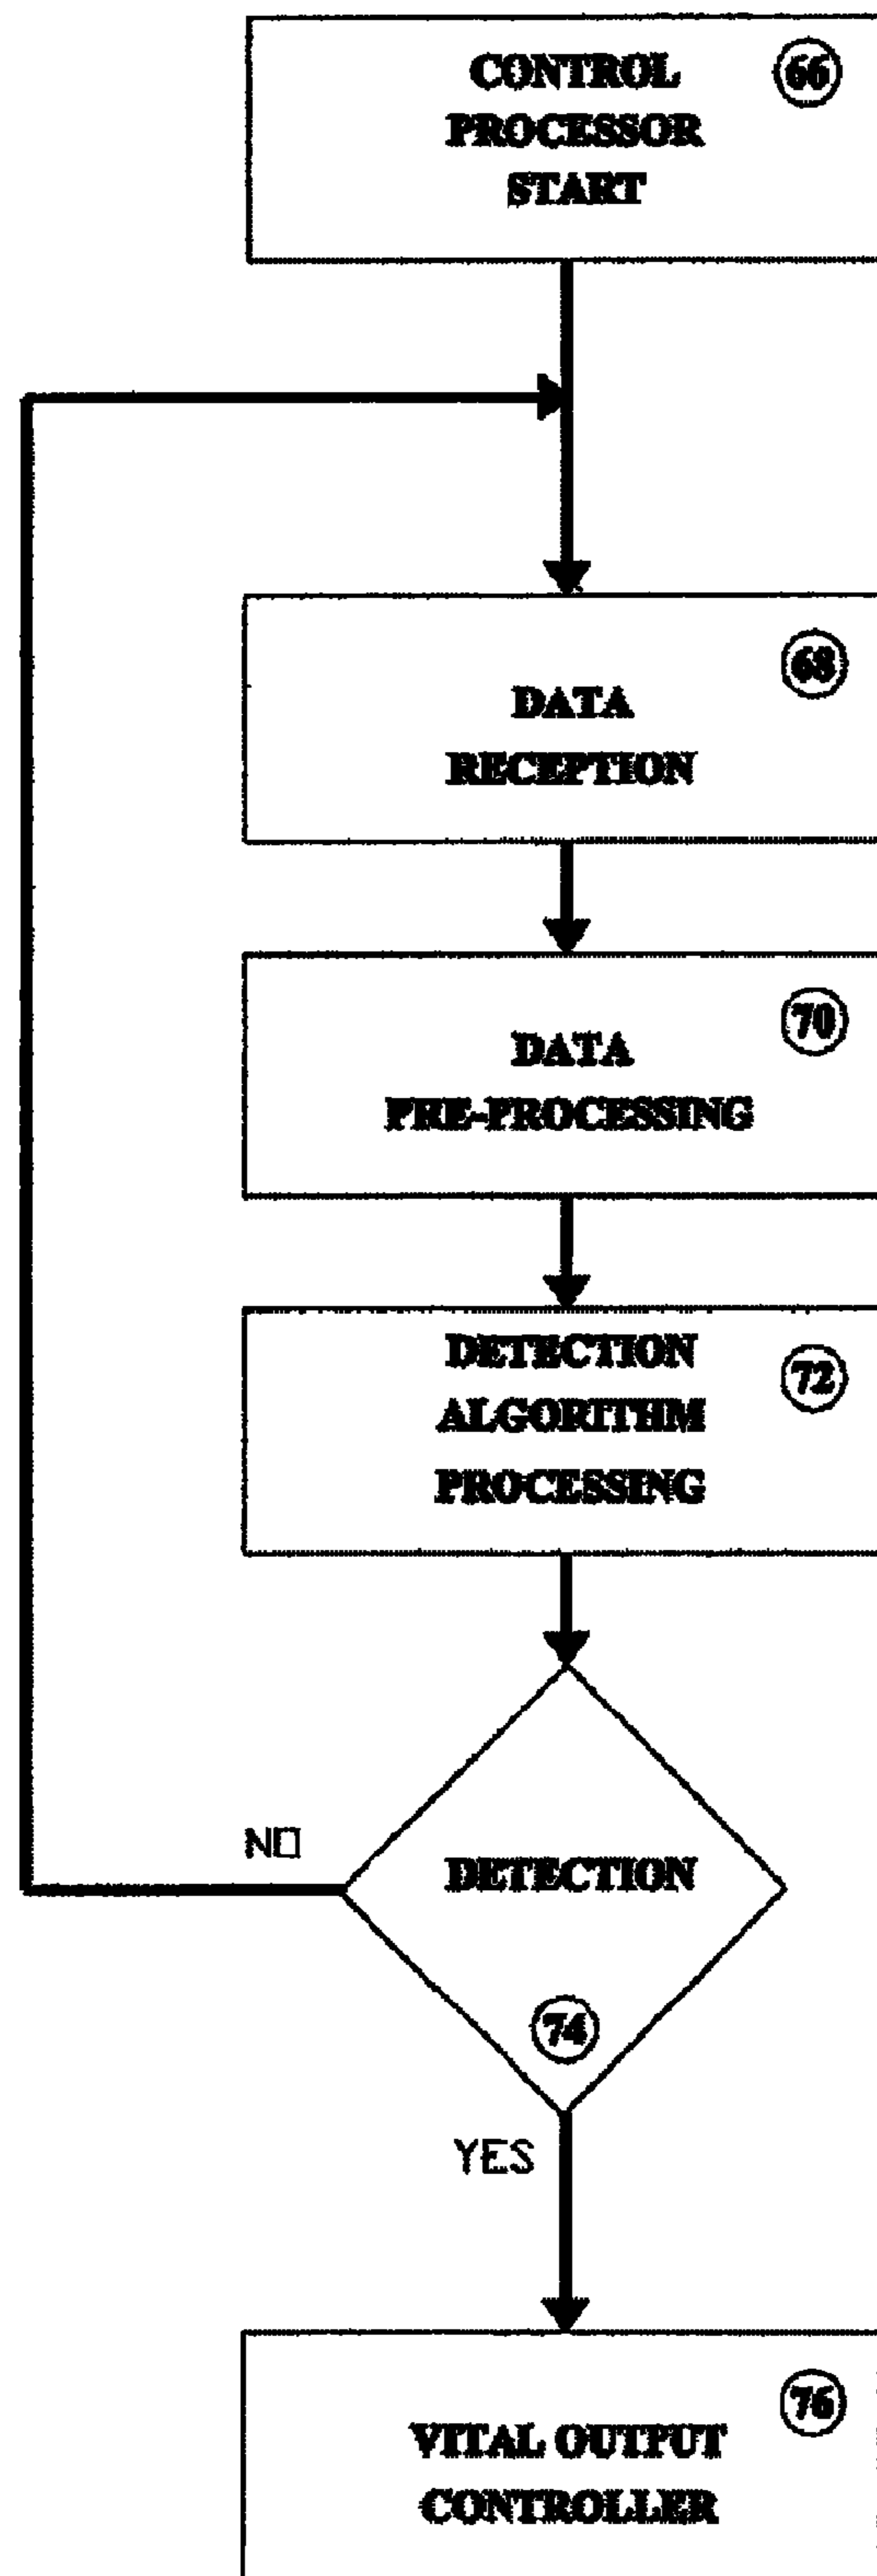 CONTROL 66
PROCESSOR
START
68
DATA
RECEPTION
70
DATA
PRE-PROCESSING
DETECTION
72
ALGORITHM
PROCESSING
NO
DETECTION
74
YES
76
VITAL OUTPUT
CONTROLLER